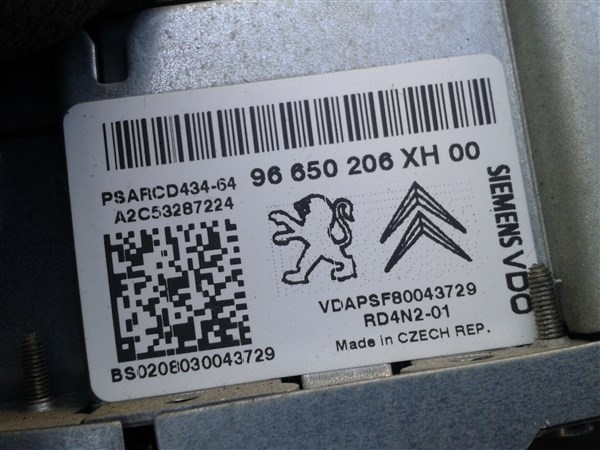 PSARCD434-64
A2C53287224
96 650 206 XH 00
SIEMENS VDO
VDAPSF80043729
RD4N2-01
Made in CZECH REP.
BS0208030043729